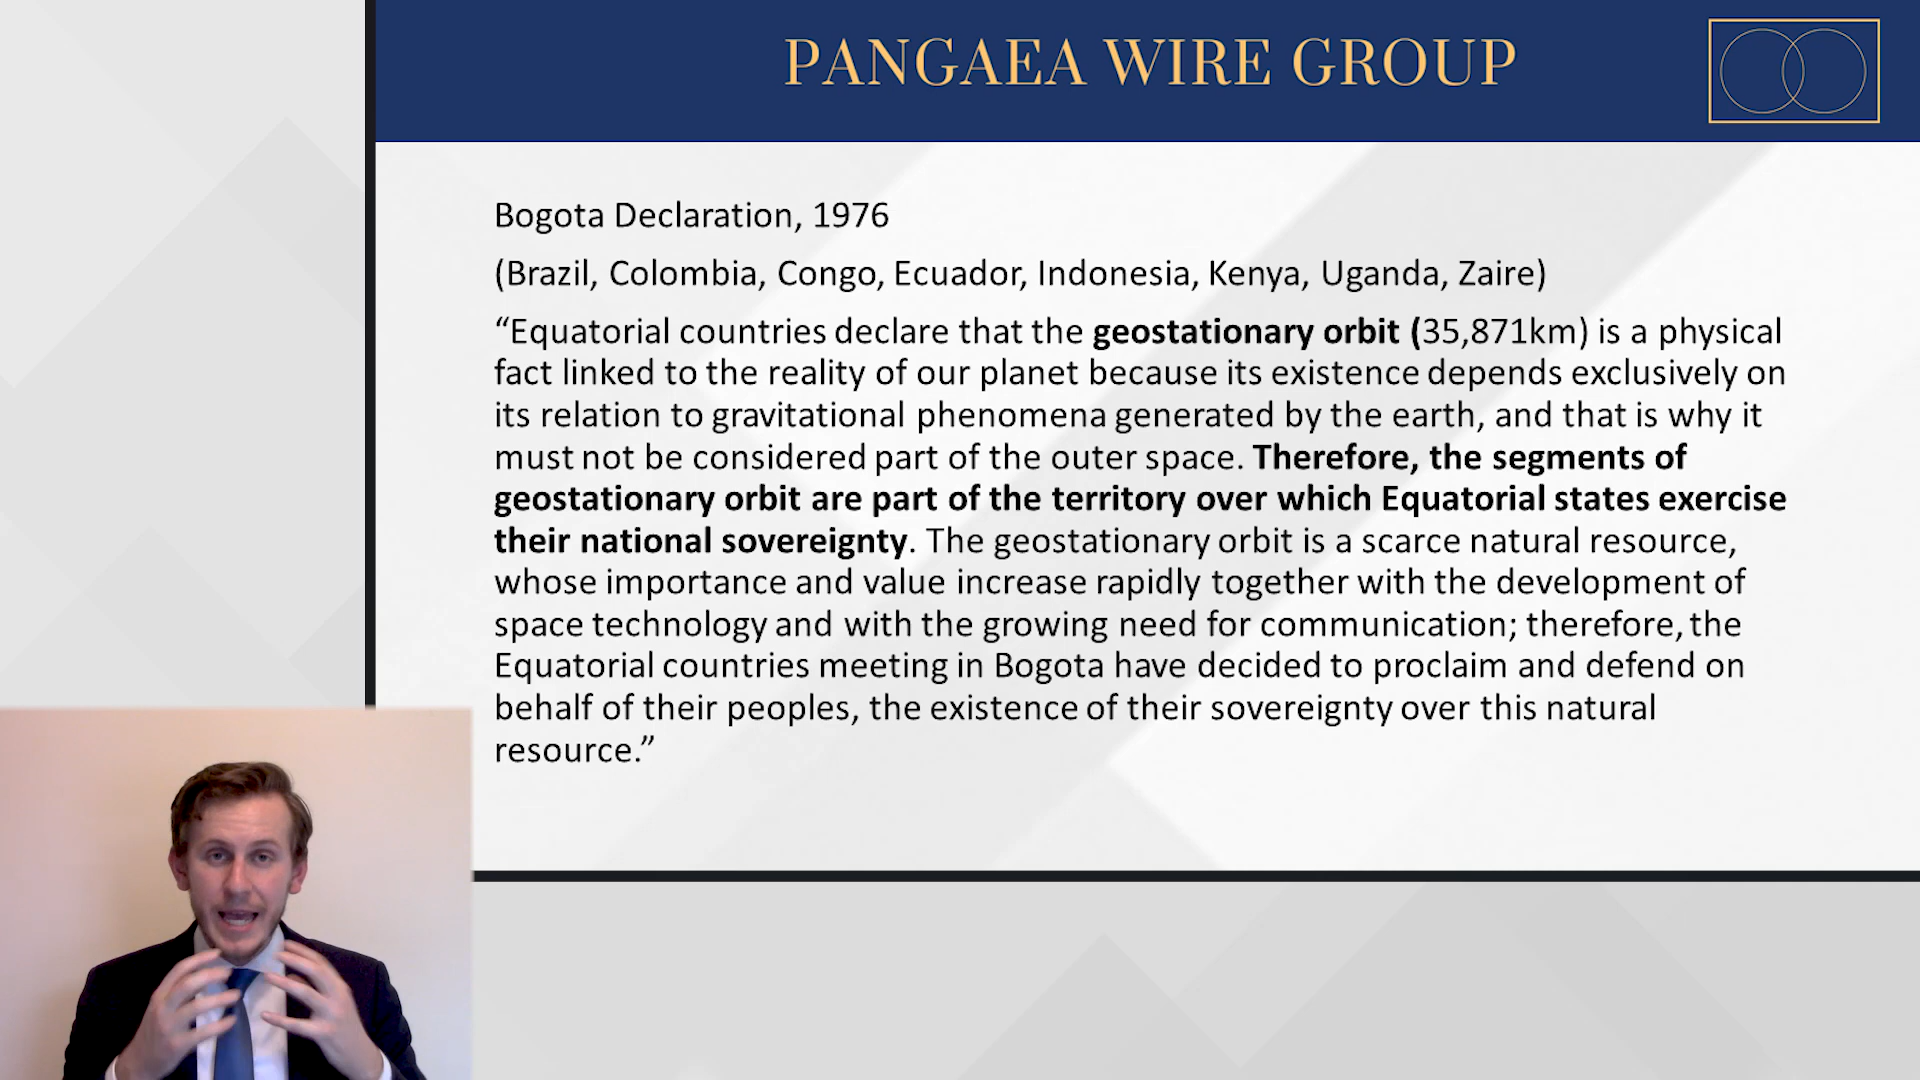 PANGAEA WIRE GROUP
Bogota Declaration, 1976
(Brazil, Colombia, Congo, Ecuador, Indonesia, Kenya, Uganda, Zaire)
“Equatorial countries declare that the geostationary orbit (35,871km) is a physical
fact linked to the reality of our planet because its existence depends exclusively on
its relation to gravitational phenomena generated by the earth, and that is why it
must not be considered part of the outer space. Therefore, the segments of
geostationary orbit are part of the territory over which Equatorial states exercise
their national sovereignty. The geostationary orbit is a scarce natural resource,
whose importance and value increase rapidly together with the development of
space technology and with the growing need for communication; therefore, the
Equatorial countries meeting in Bogota have decided to proclaim and defend on
behalf of their peoples, the existence of their sovereignty over this natural
resource.”